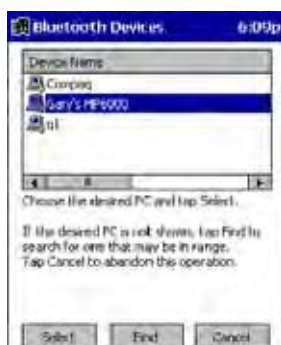 Bluetooth Devices 6:09p
Device Name
Compaq
Gary's MP6000
Choose the desired PC and tap Select.
If the desired PC is not shown, tap Find to
search for one that may be in range.
Tap Cancel to abandon this operation.
Select Find Cancel